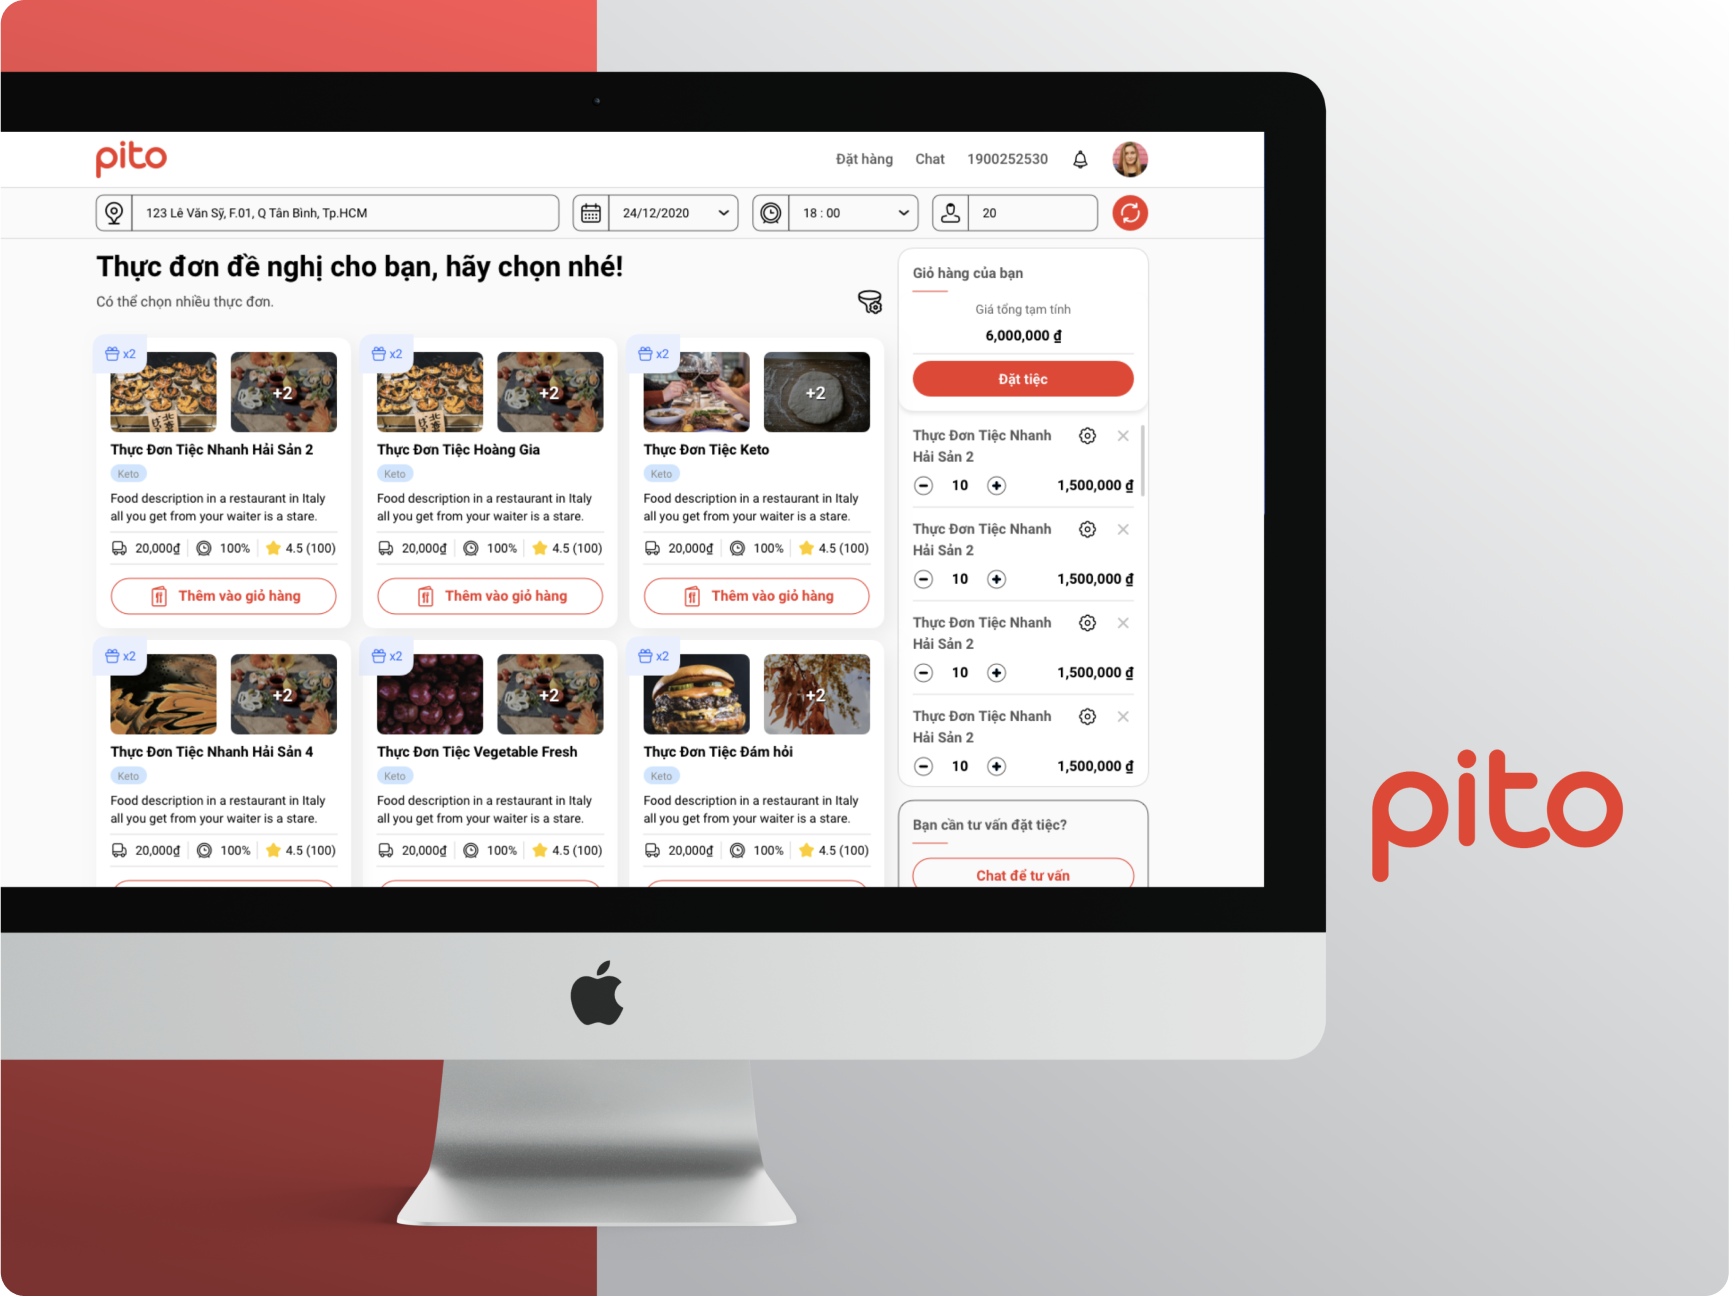 pito
Đặt hàng
Chat
1900252530
123 Lê Văn Sỹ, F.01, Q Tân Bình, Tp.HCM
24/12/2020
18 : 00
20
Thực đơn đề nghị cho bạn, hãy chọn nhé!
Có thể chọn nhiều thực đơn.
x2
+2
Thực Đơn Tiệc Nhanh Hải Sản 2
Keto
Food description in a restaurant in Italy
all you get from your waiter is a stare.
20,000₫
100%
4.5 (100)
Thêm vào giỏ hàng
x2
+2
Thực Đơn Tiệc Hoàng Gia
Keto
Food description in a restaurant in Italy
all you get from your waiter is a stare.
20,000₫
100%
4.5 (100)
Thêm vào giỏ hàng
x2
+2
Thực Đơn Tiệc Keto
Keto
Food description in a restaurant in Italy
all you get from your waiter is a stare.
20,000₫
100%
4.5 (100)
Thêm vào giỏ hàng
x2
+2
Thực Đơn Tiệc Nhanh Hải Sản 4
Keto
Food description in a restaurant in Italy
all you get from your waiter is a stare.
20,000₫
100%
4.5 (100)
x2
+2
Thực Đơn Tiệc Vegetable Fresh
Keto
Food description in a restaurant in Italy
all you get from your waiter is a stare.
20,000₫
100%
4.5 (100)
x2
+2
Thực Đơn Tiệc Đám hỏi
Keto
Food description in a restaurant in Italy
all you get from your waiter is a stare.
20,000₫
100%
4.5 (100)
Giỏ hàng của bạn
Giá tổng tạm tính
6,000,000 ₫
Đặt tiệc
Thực Đơn Tiệc Nhanh
Hải Sản 2
10
1,500,000 ₫
Thực Đơn Tiệc Nhanh
Hải Sản 2
10
1,500,000 ₫
Thực Đơn Tiệc Nhanh
Hải Sản 2
10
1,500,000 ₫
Thực Đơn Tiệc Nhanh
Hải Sản 2
10
1,500,000 ₫
Bạn cần tư vấn đặt tiệc?
Chat để tư vấn
pito